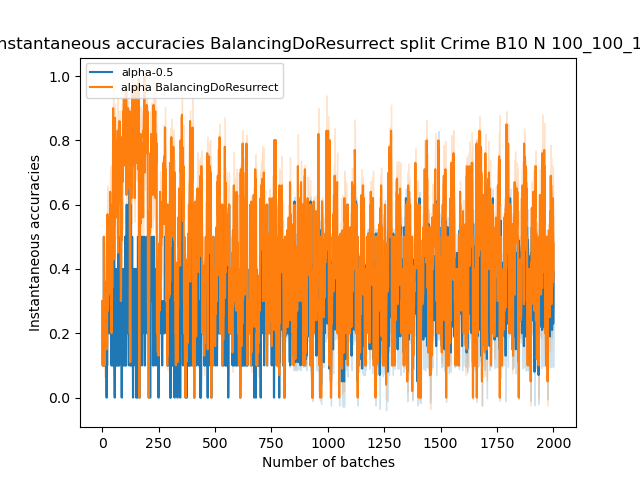 nstantaneous accuracies BalancingDoResurrect split Crime B10 N 100_100_1
alpha-0.5
alpha BalancingDoResurrect
1.0
0.8
0.6
0.4
0.2
0.0
Instantaneous accuracies
0 250 500 750 1000 1250 1500 1750 2000
Number of batches